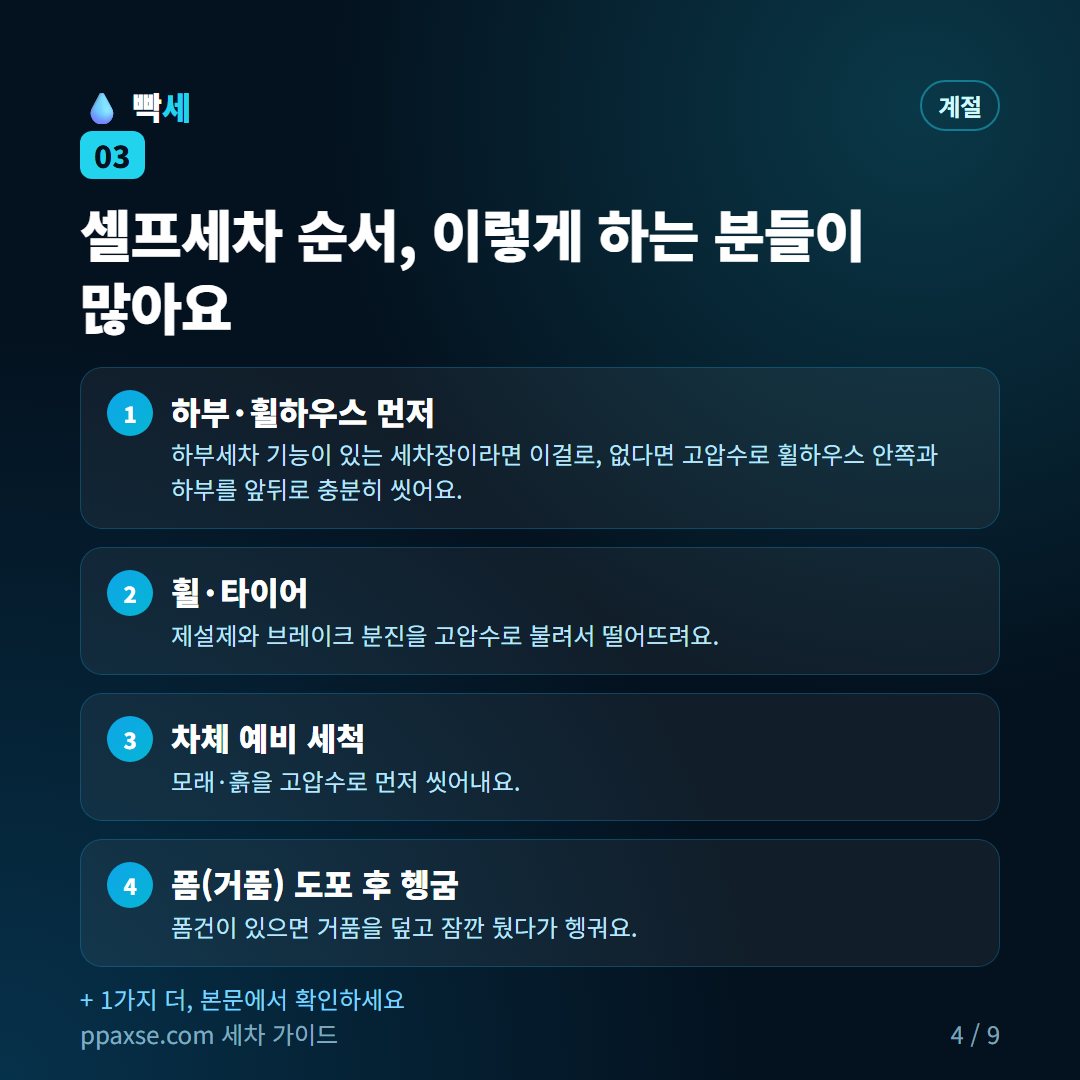 빡세
계절
03
셀프세차 순서, 이렇게 하는 분들이
많아요
1 하부·휠하우스 먼저
하부세차 기능이 있는 세차장이라면 이걸로, 없다면 고압수로 휠하우스 안쪽과
하부를 앞뒤로 충분히 씻어요.
2 휠·타이어
제설제와 브레이크 분진을 고압수로 불려서 떨어뜨려요.
3 차체 예비 세척
모래·흙을 고압수로 먼저 씻어내요.
4 폼(거품) 도포 후 헹굼
폼건이 있으면 거품을 덮고 잠깐 뒀다가 헹궈요.
+ 1가지 더, 본문에서 확인하세요
ppaxse.com 세차 가이드
4 / 9